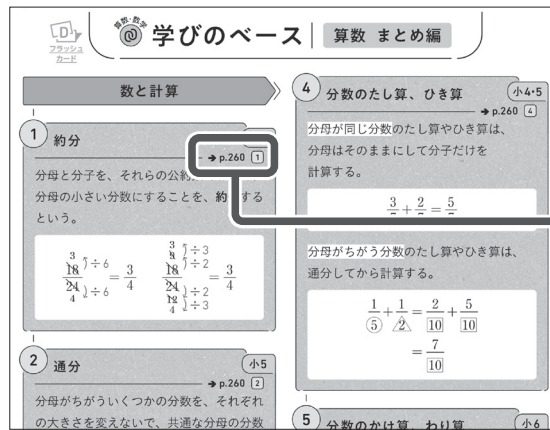 D
フラッシュ
カード
算数・数学
学びのベース
算数 まとめ編
数と計算
1 約分
➔ p.260 1
分母と分子を、それらの公約
分母の小さい分数にすることを、約 する
という。
3
18 ÷6
24 ÷6
4
= 3/4
3
9 ÷3
18 ÷2
24 ÷2
12 ÷3
4
= 3/4
2 通分 小5
➔ p.260 2
分母がちがういくつかの分数を、それぞれ
の大きさを変えないで、共通な分母の分数
4 分数のたし算、ひき算 小4・5
➔ p.260 4
分母が同じ分数のたし算やひき算は、
分母はそのままにして分子だけを
計算する。
3 + 2 = 5
分母がちがう分数のたし算やひき算は、
通分してから計算する。
1/5 + 1/2 = 2/10 + 5/10
= 7/10
5 分数のかけ算、わり算 小6